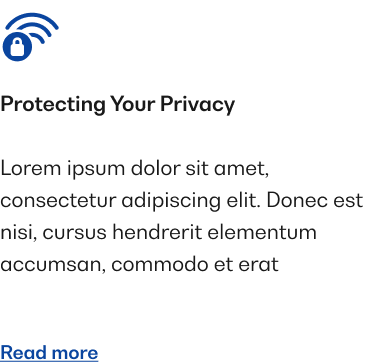 Protecting Your Privacy
Lorem ipsum dolor sit amet,
consectetur adipiscing elit. Donec est
nisi, cursus hendrerit elementum
accumsan, commodo et erat
Read more